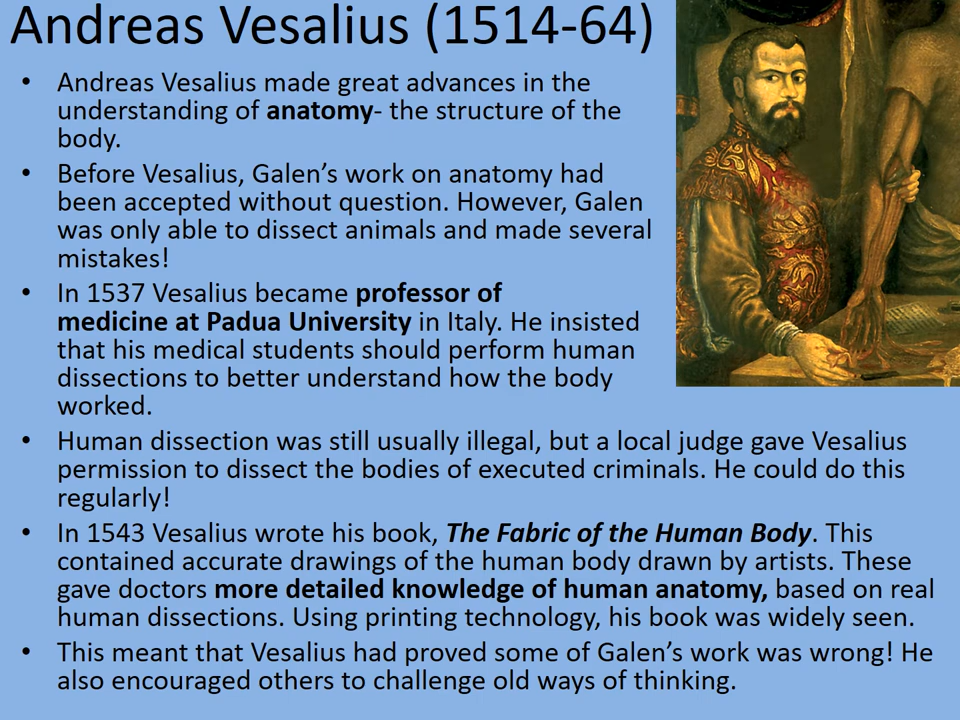 Andreas Vesalius (1514-64)
• Andreas Vesalius made great advances in the
understanding of anatomy- the structure of the
body.
• Before Vesalius, Galen’s work on anatomy had
been accepted without question. However, Galen
was only able to dissect animals and made several
mistakes!
• In 1537 Vesalius became professor of
medicine at Padua University in Italy. He insisted
that his medical students should perform human
dissections to better understand how the body
worked.
• Human dissection was still usually illegal, but a local judge gave Vesalius
permission to dissect the bodies of executed criminals. He could do this
regularly!
• In 1543 Vesalius wrote his book, The Fabric of the Human Body. This
contained accurate drawings of the human body drawn by artists. These
gave doctors more detailed knowledge of human anatomy, based on real
human dissections. Using printing technology, his book was widely seen.
• This meant that Vesalius had proved some of Galen’s work was wrong! He
also encouraged others to challenge old ways of thinking.